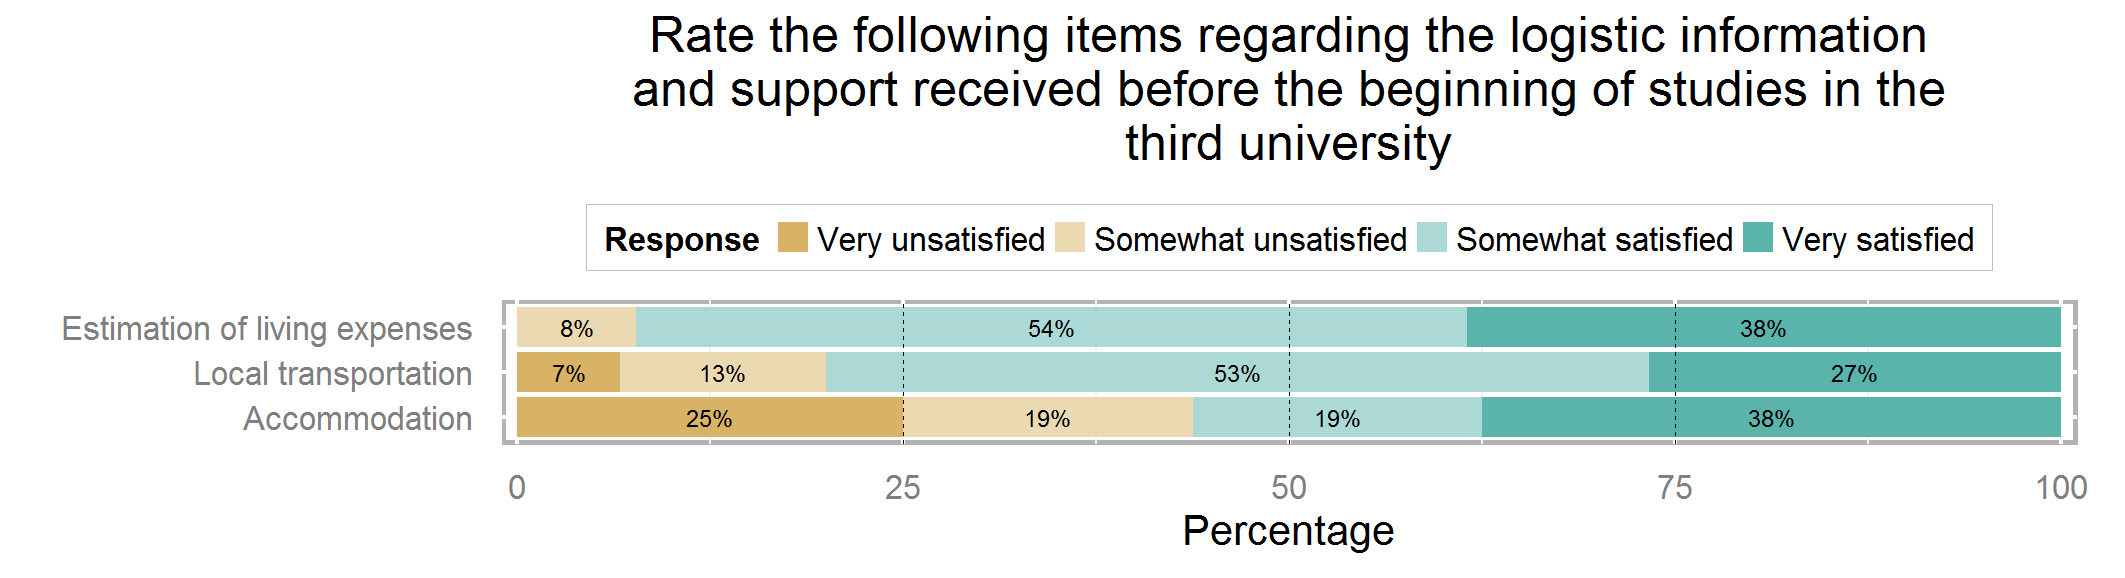 Rate the following items regarding the logistic information
and support received before the beginning of studies in the
third university
Response Very unsatisfied Somewhat unsatisfied Somewhat satisfied Very satisfied
Estimation of living expenses 8% 54% 38%
Local transportation 7% 13% 53% 27%
Accommodation 25% 19% 19% 38%
0 25 50 75 100
Percentage